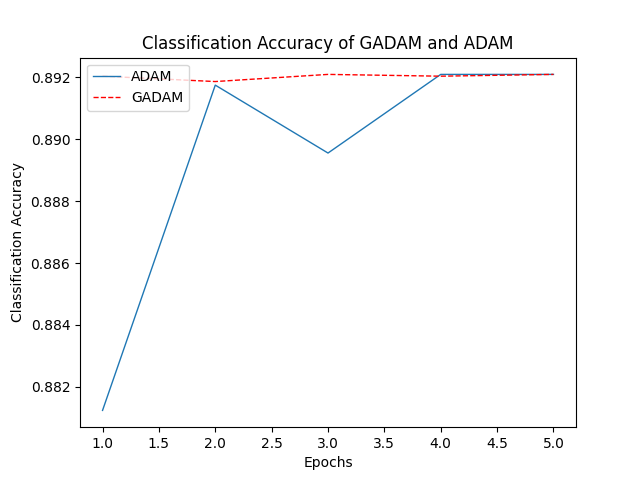 Classification Accuracy of GADAM and ADAM
ADAM
GADAM
0.892
0.890
0.888
0.886
0.884
0.882
Classification Accuracy
1.0 1.5 2.0 2.5 3.0 3.5 4.0 4.5 5.0
Epochs